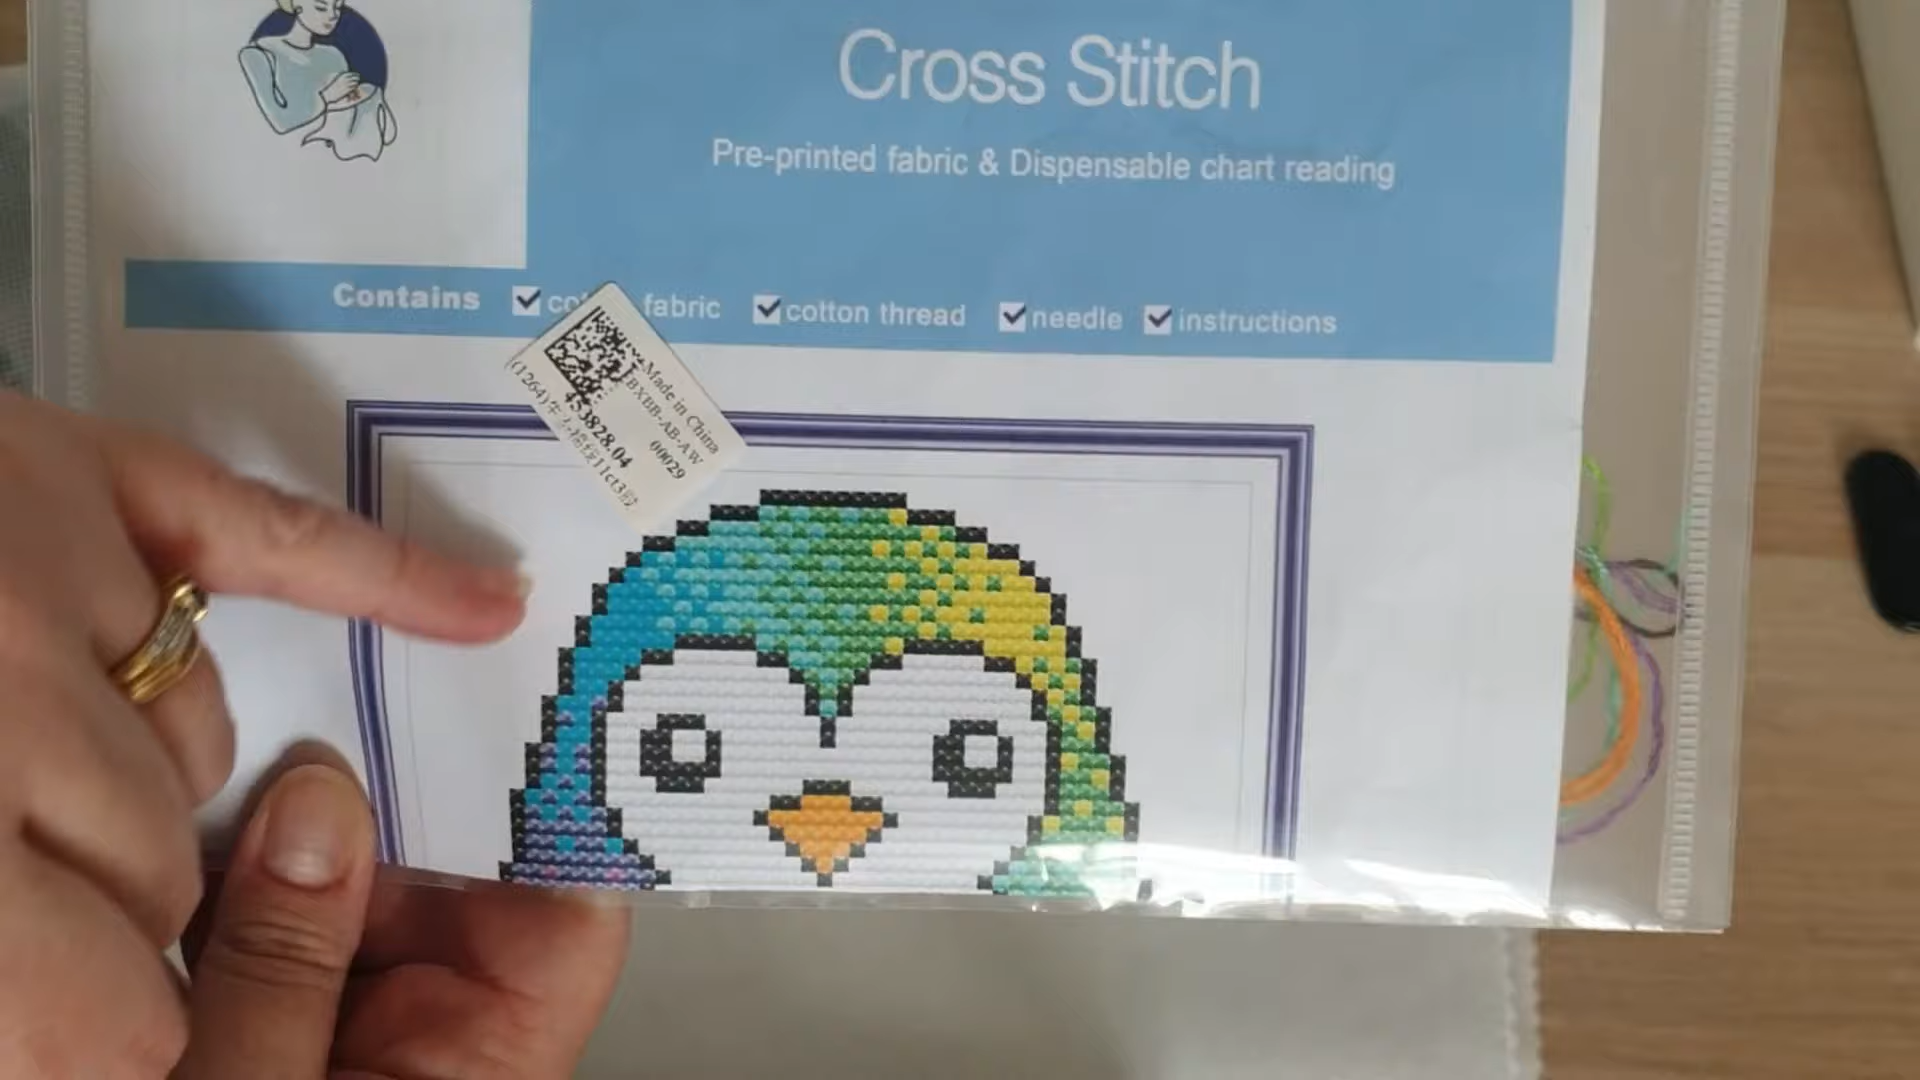 Cross Stitch
Pre-printed fabric & Dispensable chart reading
Contains fabric cotton thread needle instructions
Made in China
BXBB-AB-AW
00029
453828.04